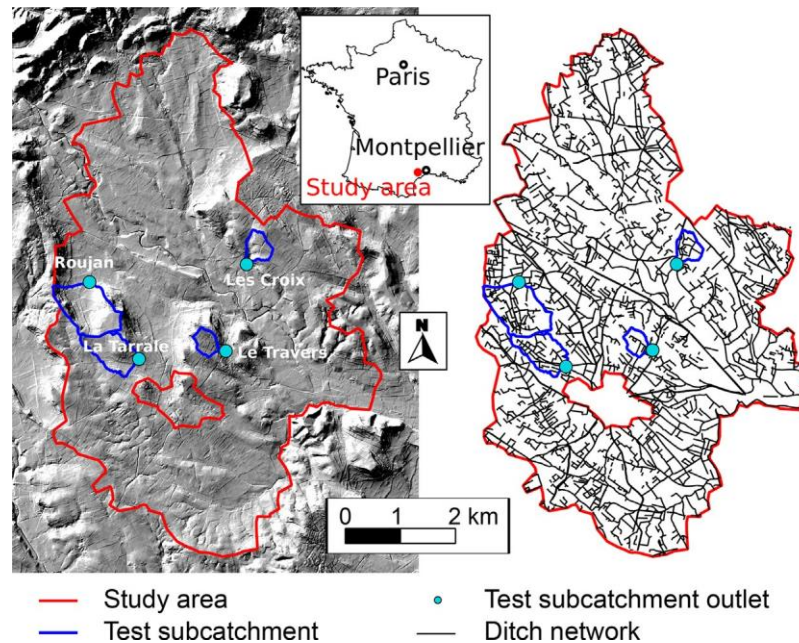 Paris
Montpellier
Study area
Roujan
Les Croix
La Tarrale
Le Travers
N
0 1 2 km
Study area
Test subcatchment outlet
Test subcatchment
Ditch network